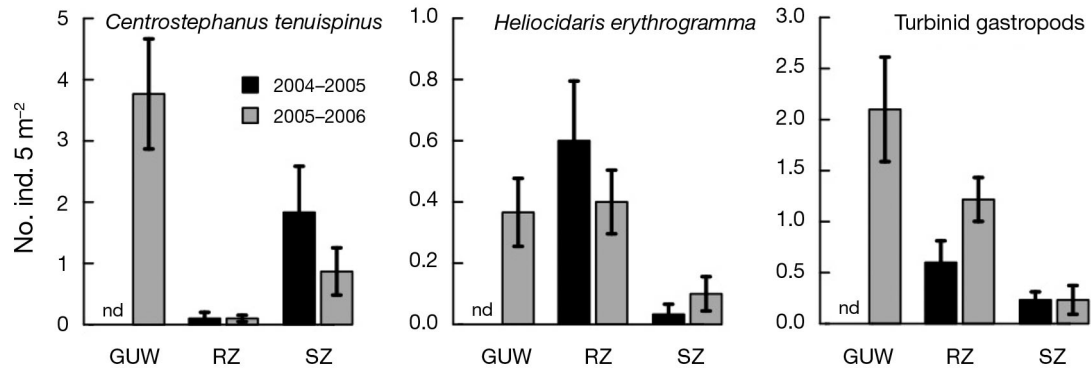 Centrostephanus tenuispinus
Heliocidaris erythrogramma
Turbinid gastropods
No. ind. 5 m⁻²
5
4
3
2
1
0
2004–2005
2005–2006
nd
GUW RZ SZ
1.0
0.8
0.6
0.4
0.2
0.0
nd
GUW RZ SZ
3.0
2.5
2.0
1.5
1.0
0.5
0.0
nd
GUW RZ SZ